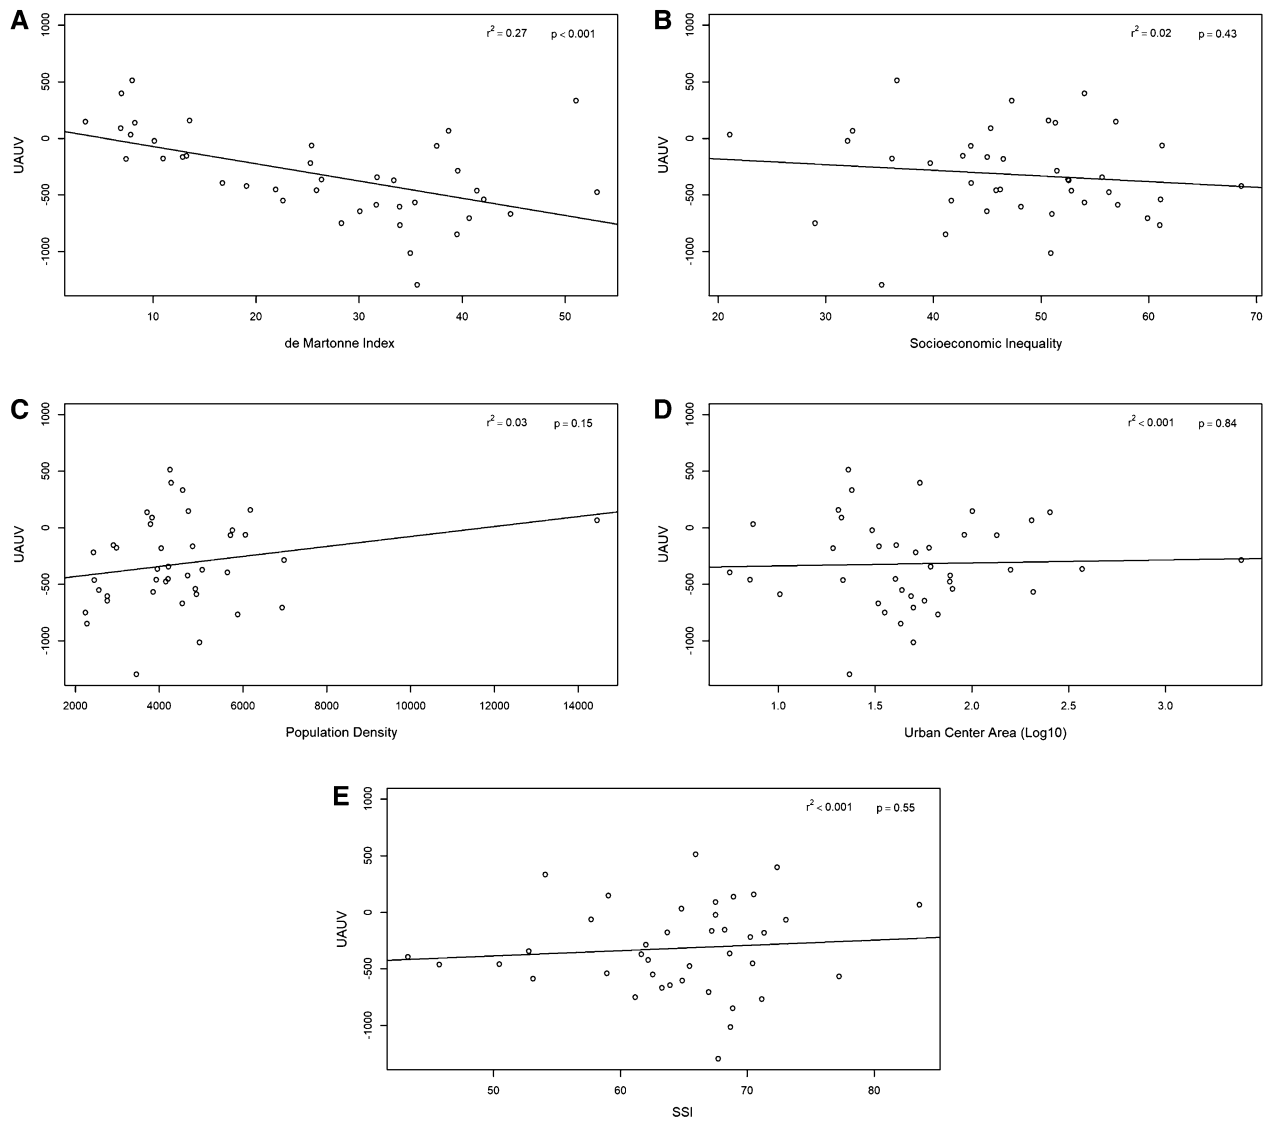 A
r² = 0.27 p < 0.001
UAUV
1000
500
0
-500
-1000
10 20 30 40 50
de Martonne Index
B
r² = 0.02 p = 0.43
UAUV
1000
500
0
-500
-1000
20 30 40 50 60 70
Socioeconomic Inequality
C
r² = 0.03 p = 0.15
UAUV
1000
500
0
-500
-1000
2000 4000 6000 8000 10000 12000 14000
Population Density
D
r² < 0.001 p = 0.84
UAUV
1000
500
0
-500
-1000
1.0 1.5 2.0 2.5 3.0
Urban Center Area (Log10)
E
r² < 0.001 p = 0.55
UAUV
1000
500
0
-500
-1000
50 60 70 80
SSI